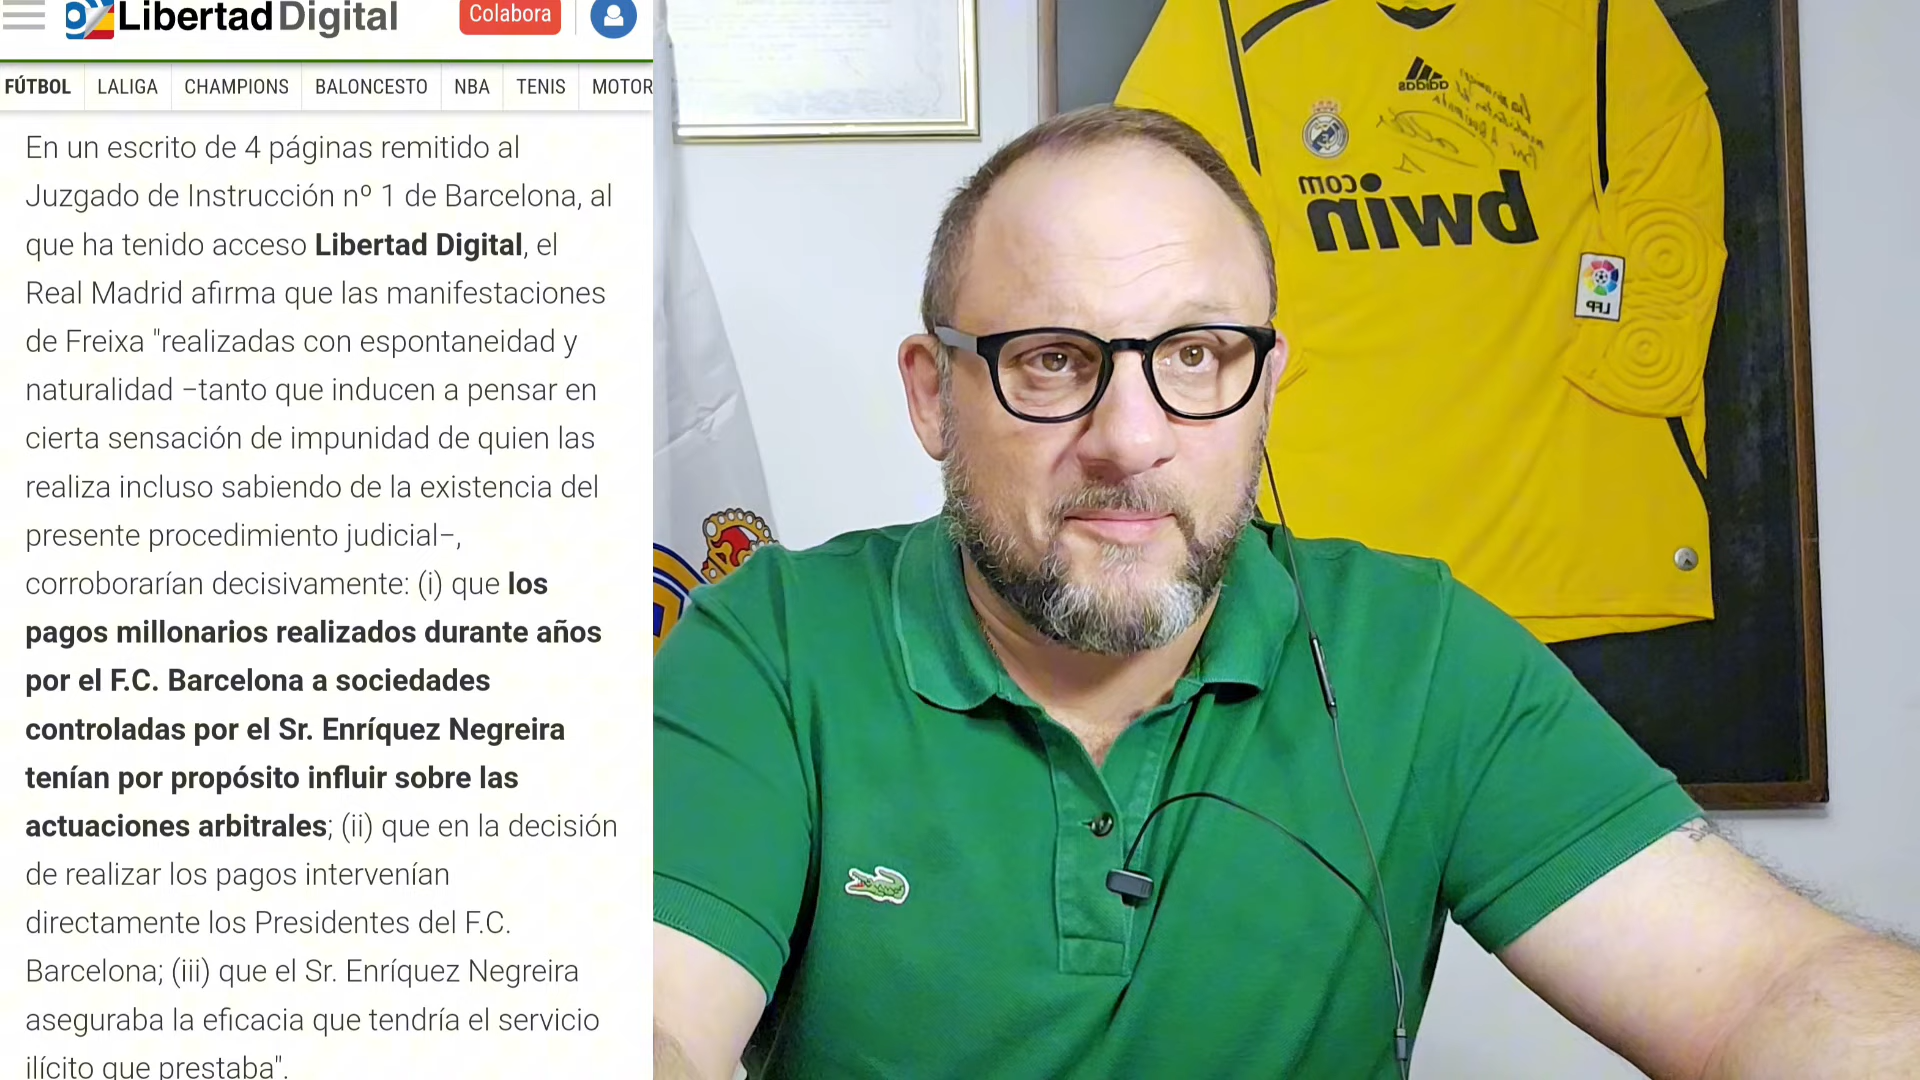 LibertadDigital
Colabora
FÚTBOL
LALIGA
CHAMPIONS
BALONCESTO
NBA
TENIS
MOTOR
En un escrito de 4 páginas remitido al
Juzgado de Instrucción nº 1 de Barcelona, al
que ha tenido acceso Libertad Digital, el
Real Madrid afirma que las manifestaciones
de Freixa "realizadas con espontaneidad y
naturalidad –tanto que inducen a pensar en
cierta sensación de impunidad de quien las
realiza incluso sabiendo de la existencia del
presente procedimiento judicial–,
corroborarían decisivamente: (i) que los
pagos millonarios realizados durante años
por el F.C. Barcelona a sociedades
controladas por el Sr. Enríquez Negreira
tenían por propósito influir sobre las
actuaciones arbitrales; (ii) que en la decisión
de realizar los pagos intervenían
directamente los Presidentes del F.C.
Barcelona; (iii) que el Sr. Enríquez Negreira
aseguraba la eficacia que tendría el servicio
ilícito que prestaba".
adidas
bwin
.com
LFP